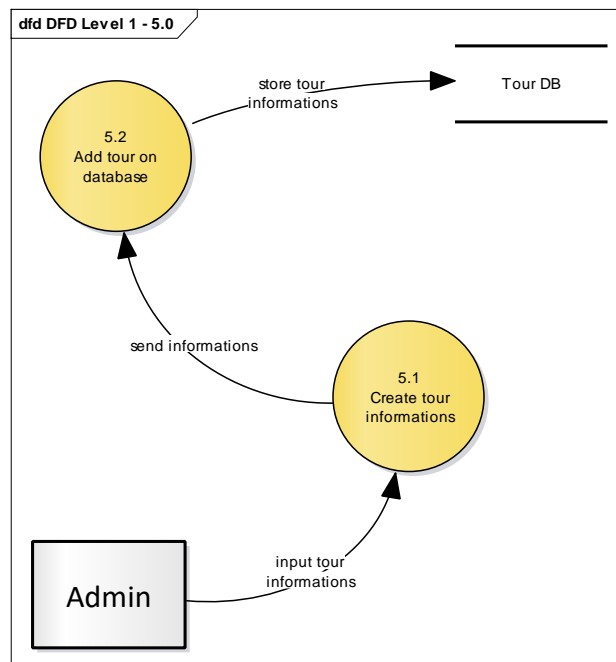 dfd DFD Level 1 - 5.0
store tour
informations
Tour DB
5.2
Add tour on
database
send informations
5.1
Create tour
informations
input tour
informations
Admin